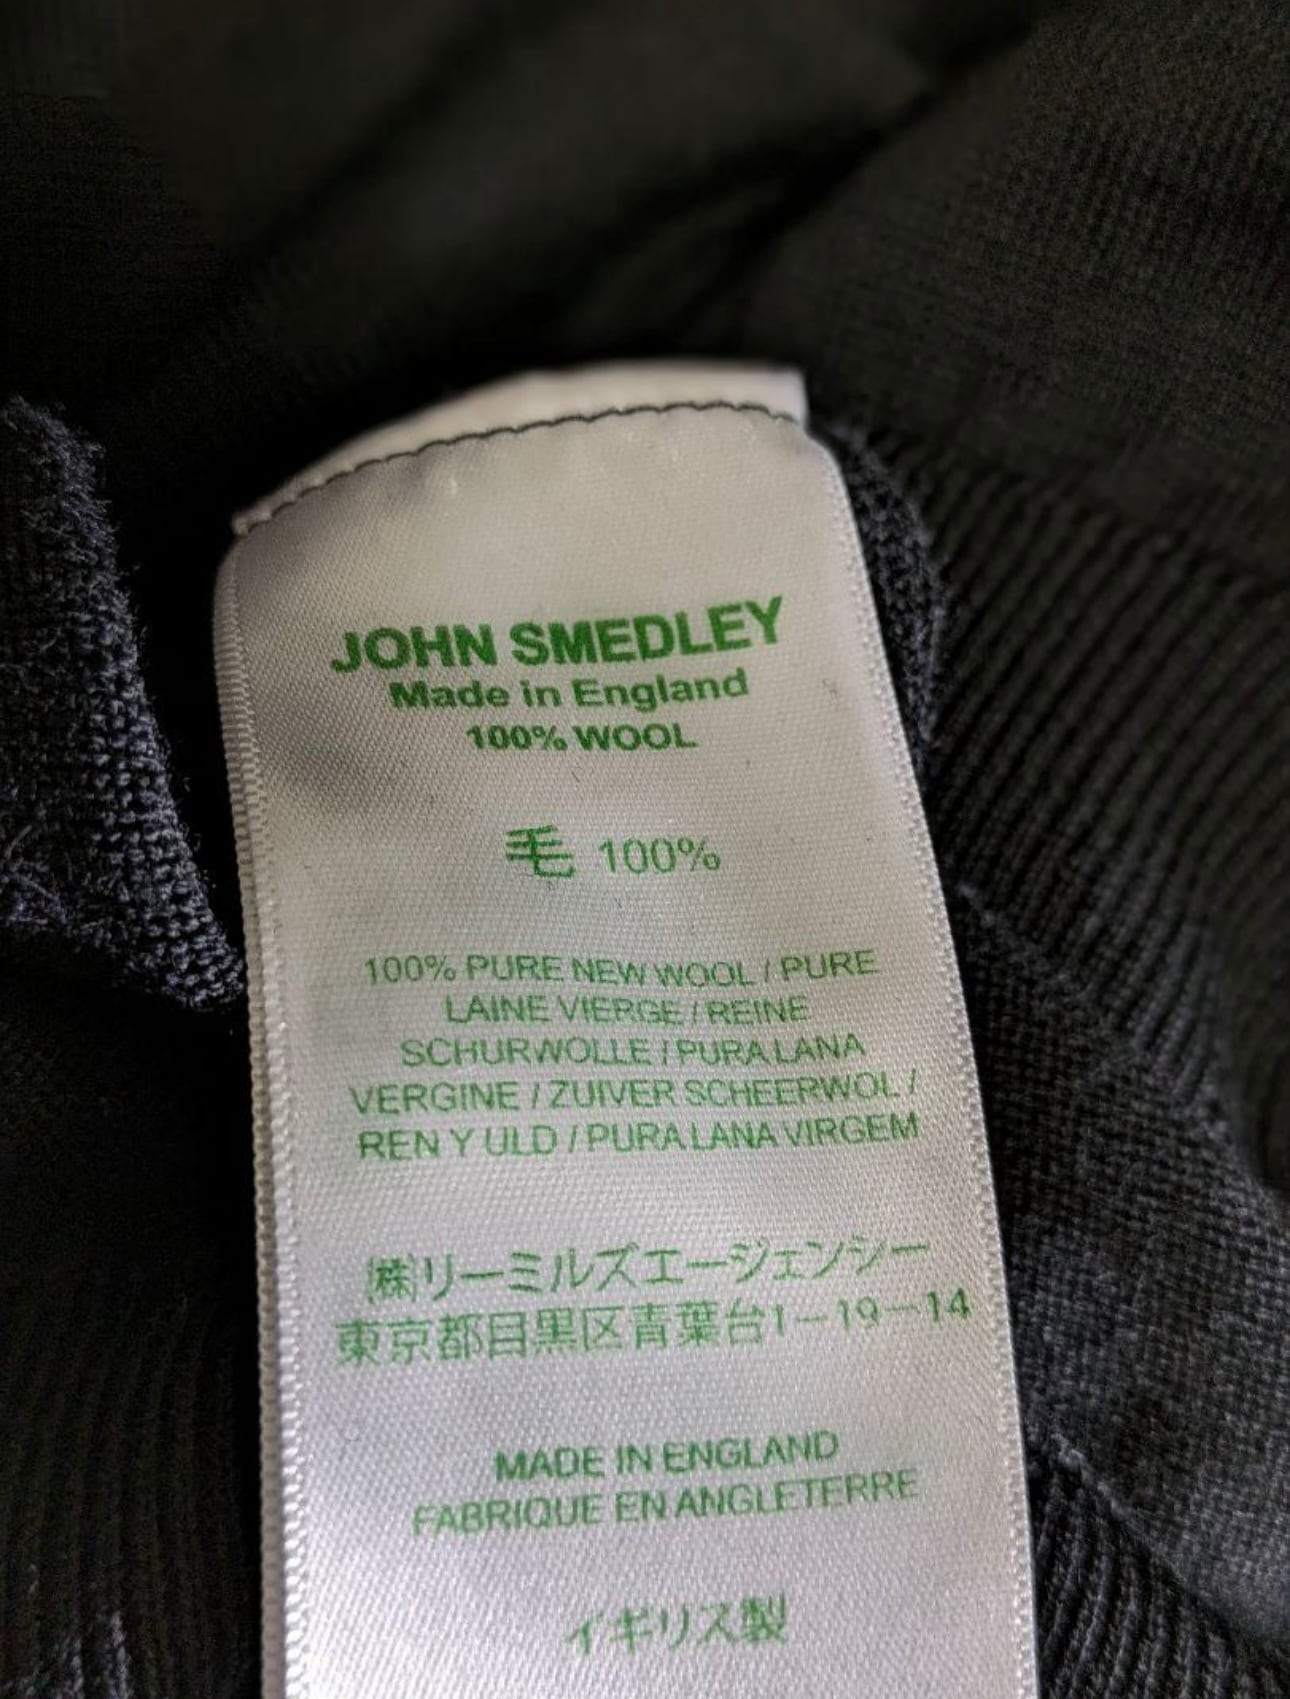 JOHN SMEDLEY
Made in England
100% WOOL
毛 100%
100% PURE NEW WOOL / PURE
LAINE VIERGE / REINE
SCHURWOLLE / PURA LANA
VERGINE / ZUIVER SCHEERWOL /
REN Y ULD / PURA LANA VIRGEM
㈱リーミルズエージェンシー
東京都目黒区青葉台1-19-14
MADE IN ENGLAND
FABRIQUE EN ANGLETERRE
イギリス製